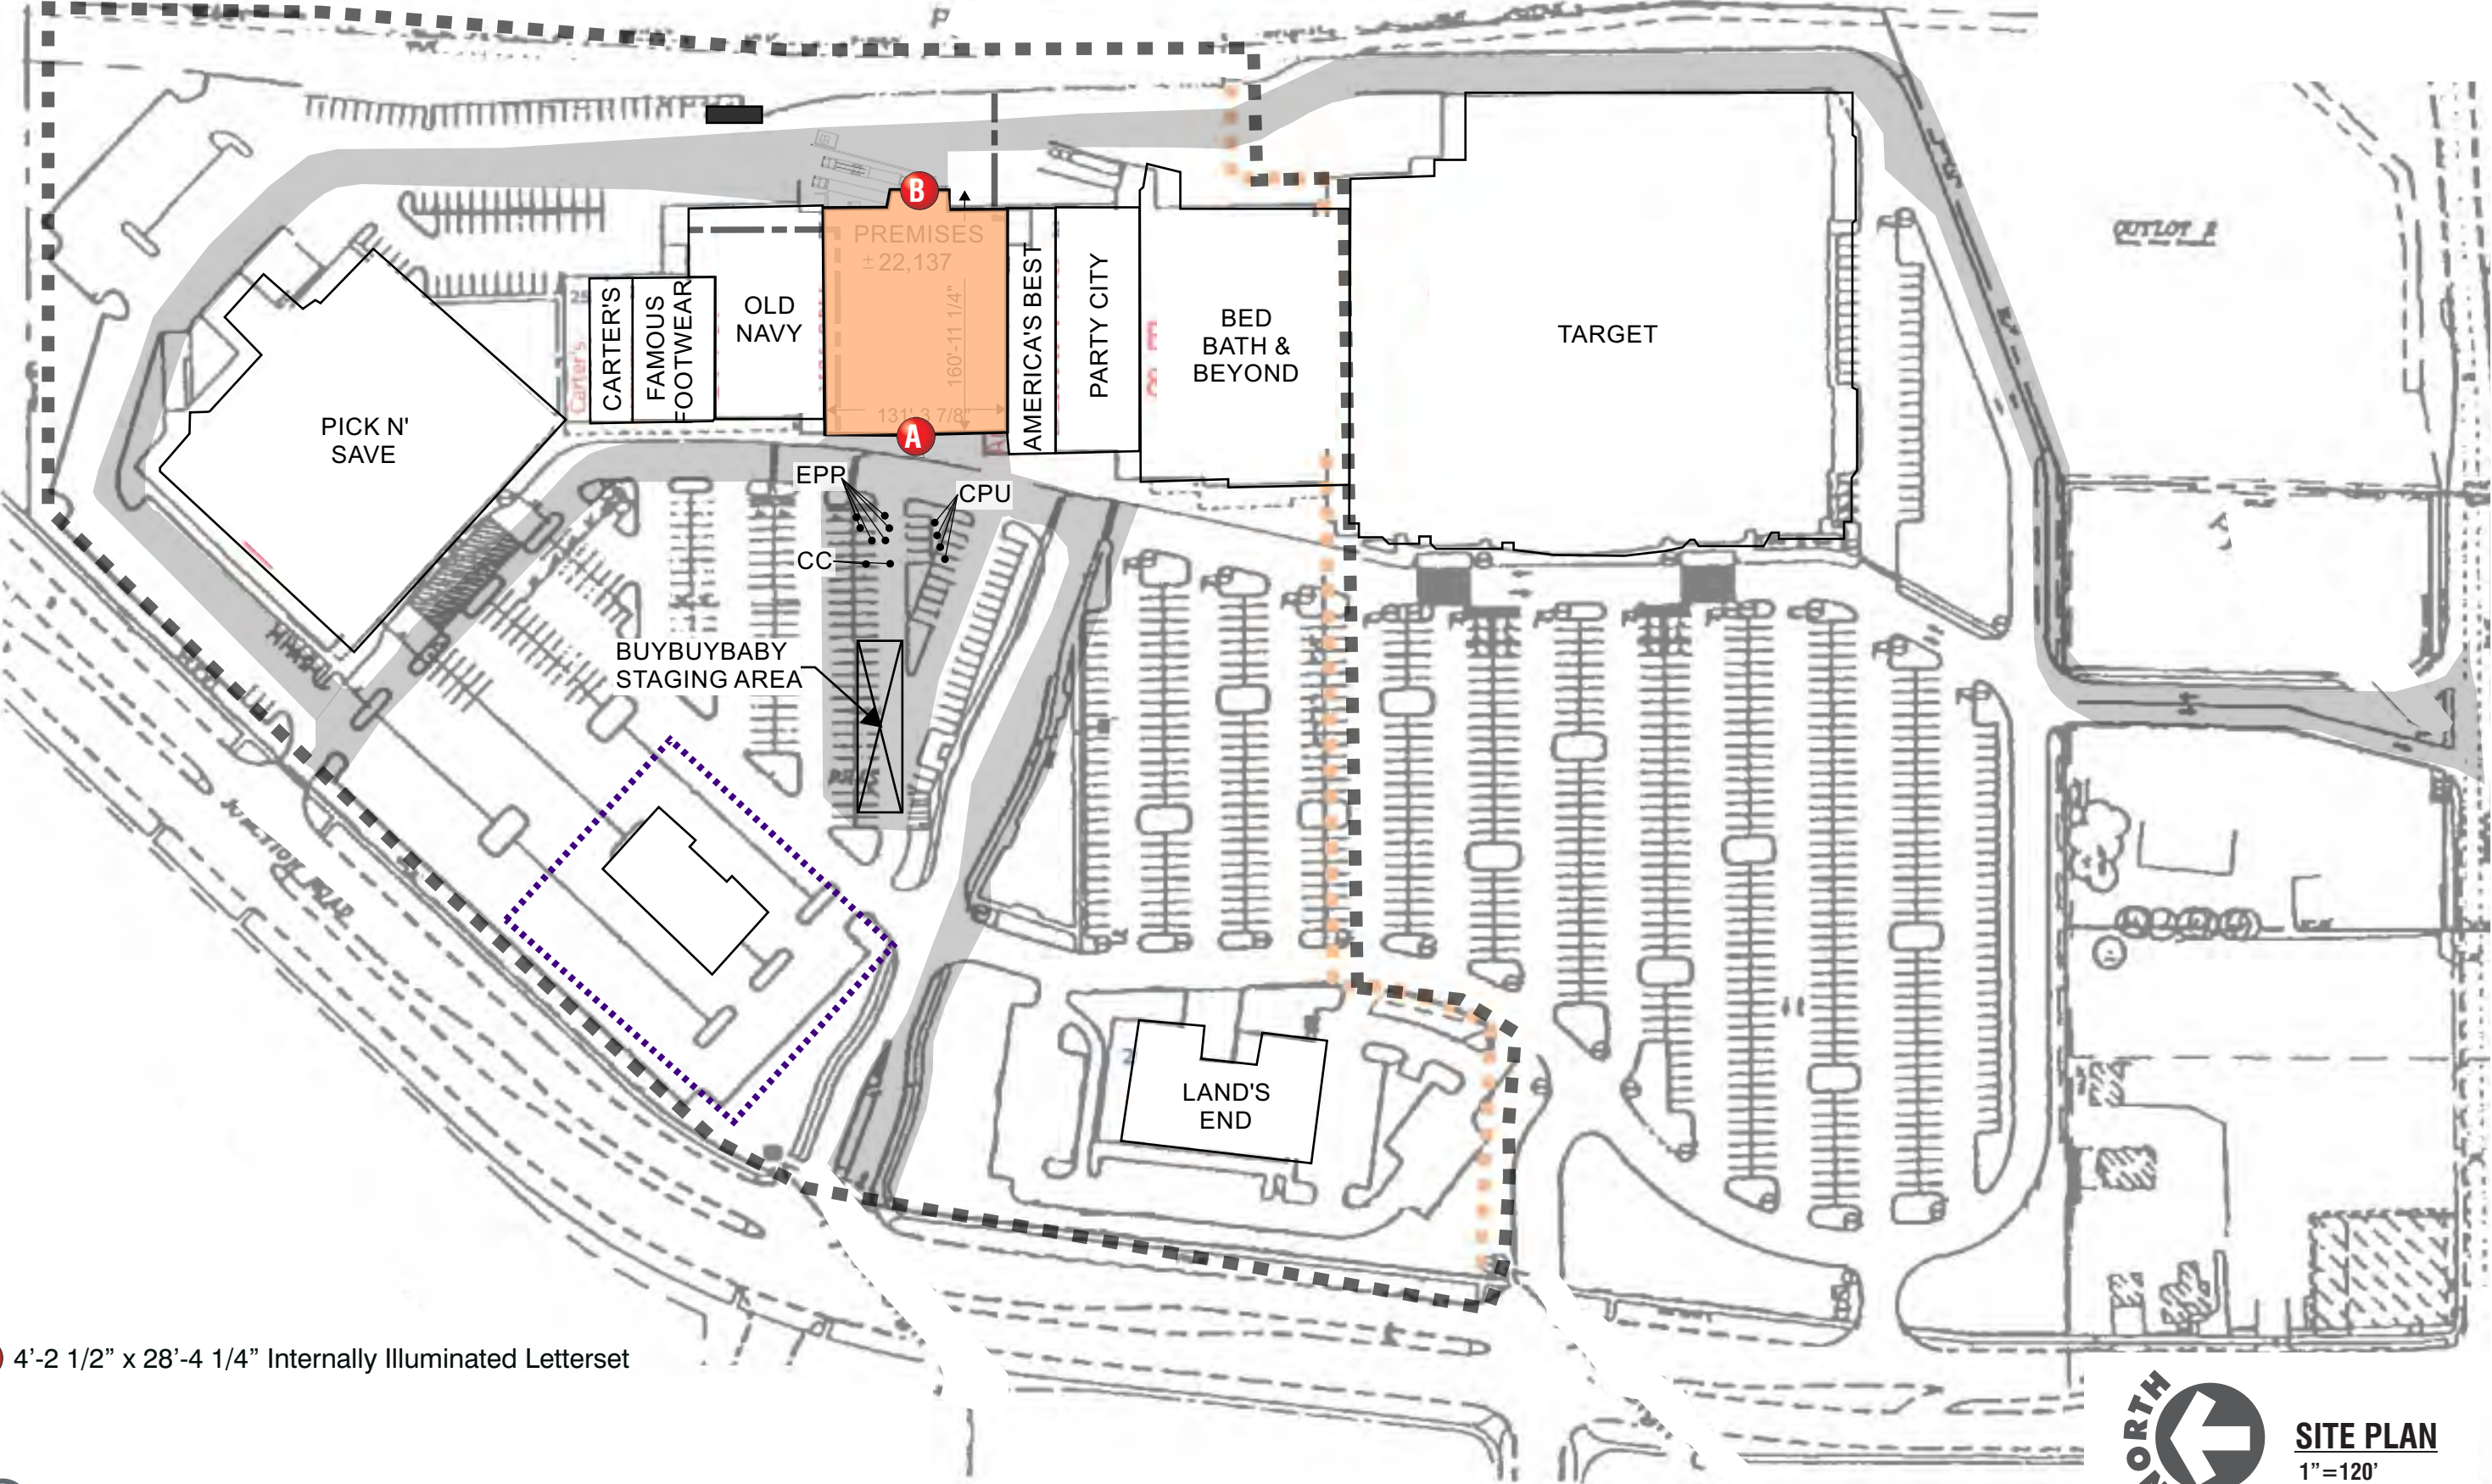 P
OUTLOT 2
B
PREMISES
± 22,137
160'-11 1/4"
131' 3 7/8"
A
PICK N'
SAVE
Carter's
CARTER'S
FAMOUS
FOOTWEAR
OLD
NAVY
AMERICA'S BEST
PARTY CITY
BED
BATH &
BEYOND
TARGET
EPP
CPU
CC
BUYBUYBABY
STAGING AREA
LAND'S
END
4’-2 1/2” x 28’-4 1/4” Internally Illuminated Letterset
SITE PLAN
1”=120’